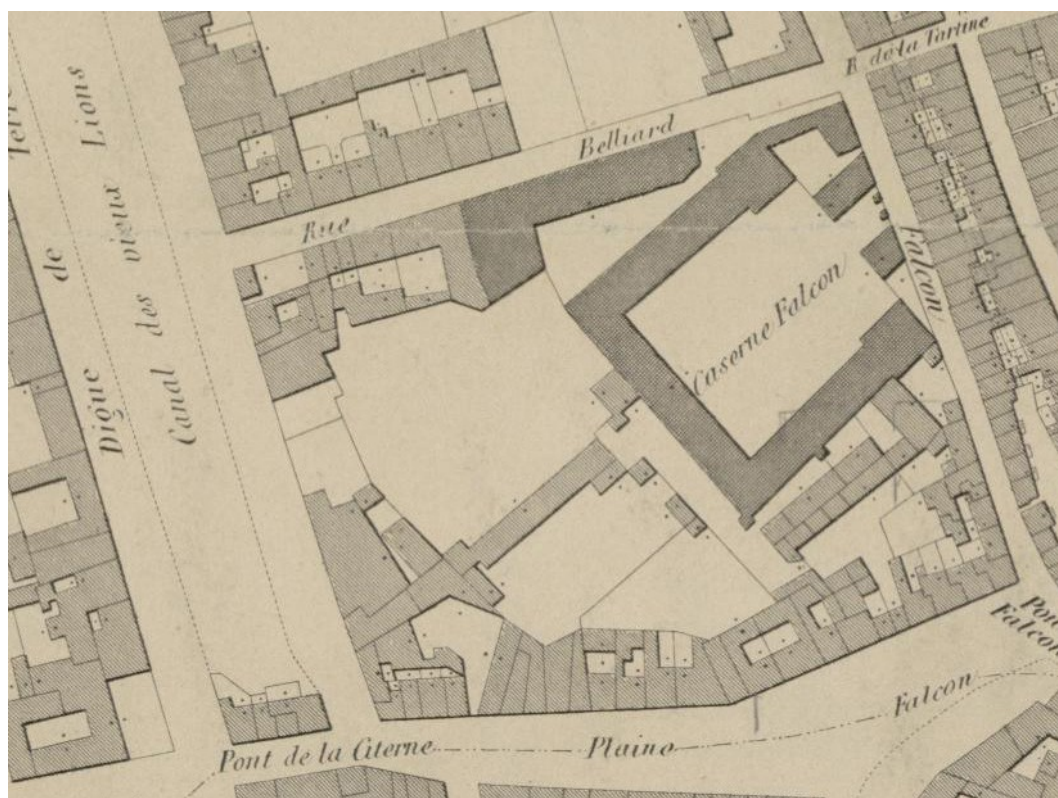 R. de la Tartine
Rue Belliard
Digue de Terre
Canal des vieux Lions
Caserne Falcon
Falcon
Pont de la Citerne
Plaine Falcon
Falcon